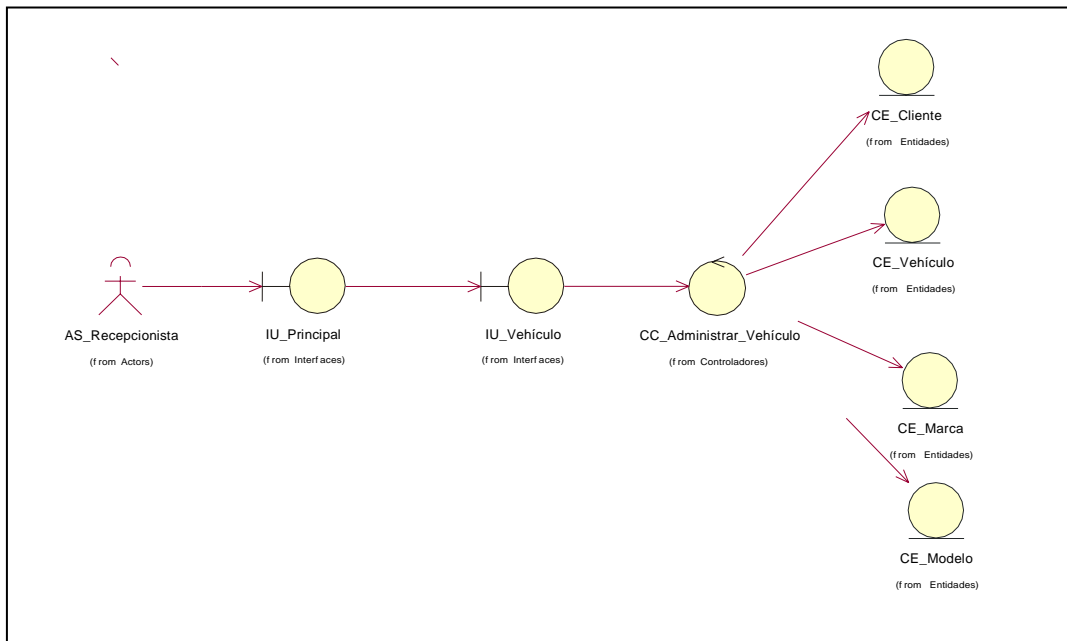 CE_Cliente
(from Entidades)
CE_Vehículo
(from Entidades)
AS_Recepcionista
(from Actors)
IU_Principal
(from Interfaces)
IU_Vehículo
(from Interfaces)
CC_Administrar_Vehículo
(from Controladores)
CE_Marca
(from Entidades)
CE_Modelo
(from Entidades)